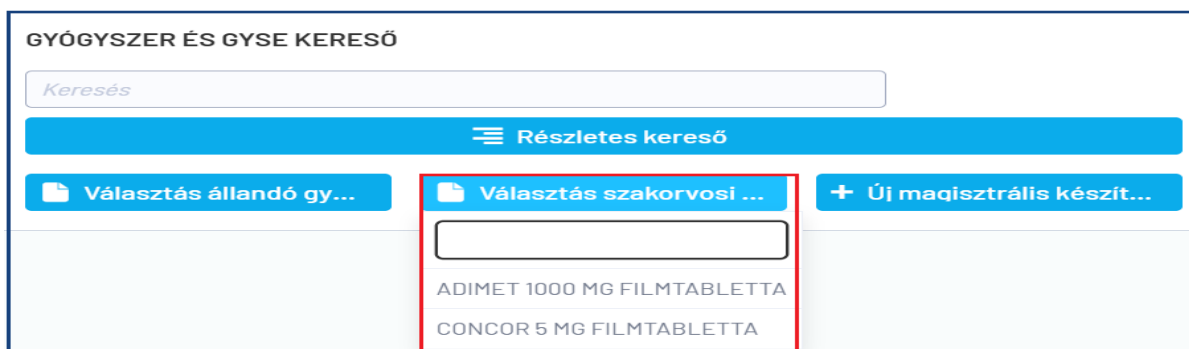 GYÓGYSZER ÉS GYSE KERESŐ
Keresés
Részletes kereső
Választás állandó gy...
Választás szakorvosi ...
+ Új magisztrális készít...
ADIMET 1000 MG FILMTABLETTA
CONCOR 5 MG FILMTABLETTA